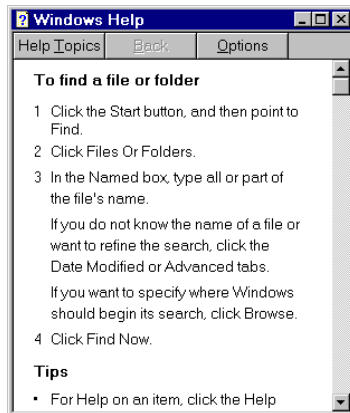 Windows Help
Help Topics Back Options
To find a file or folder
1 Click the Start button, and then point to
Find.
2 Click Files Or Folders.
3 In the Named box, type all or part of
the file's name.
If you do not know the name of a file or
want to refine the search, click the
Date Modified or Advanced tabs.
If you want to specify where Windows
should begin its search, click Browse.
4 Click Find Now.
Tips
• For Help on an item, click the Help